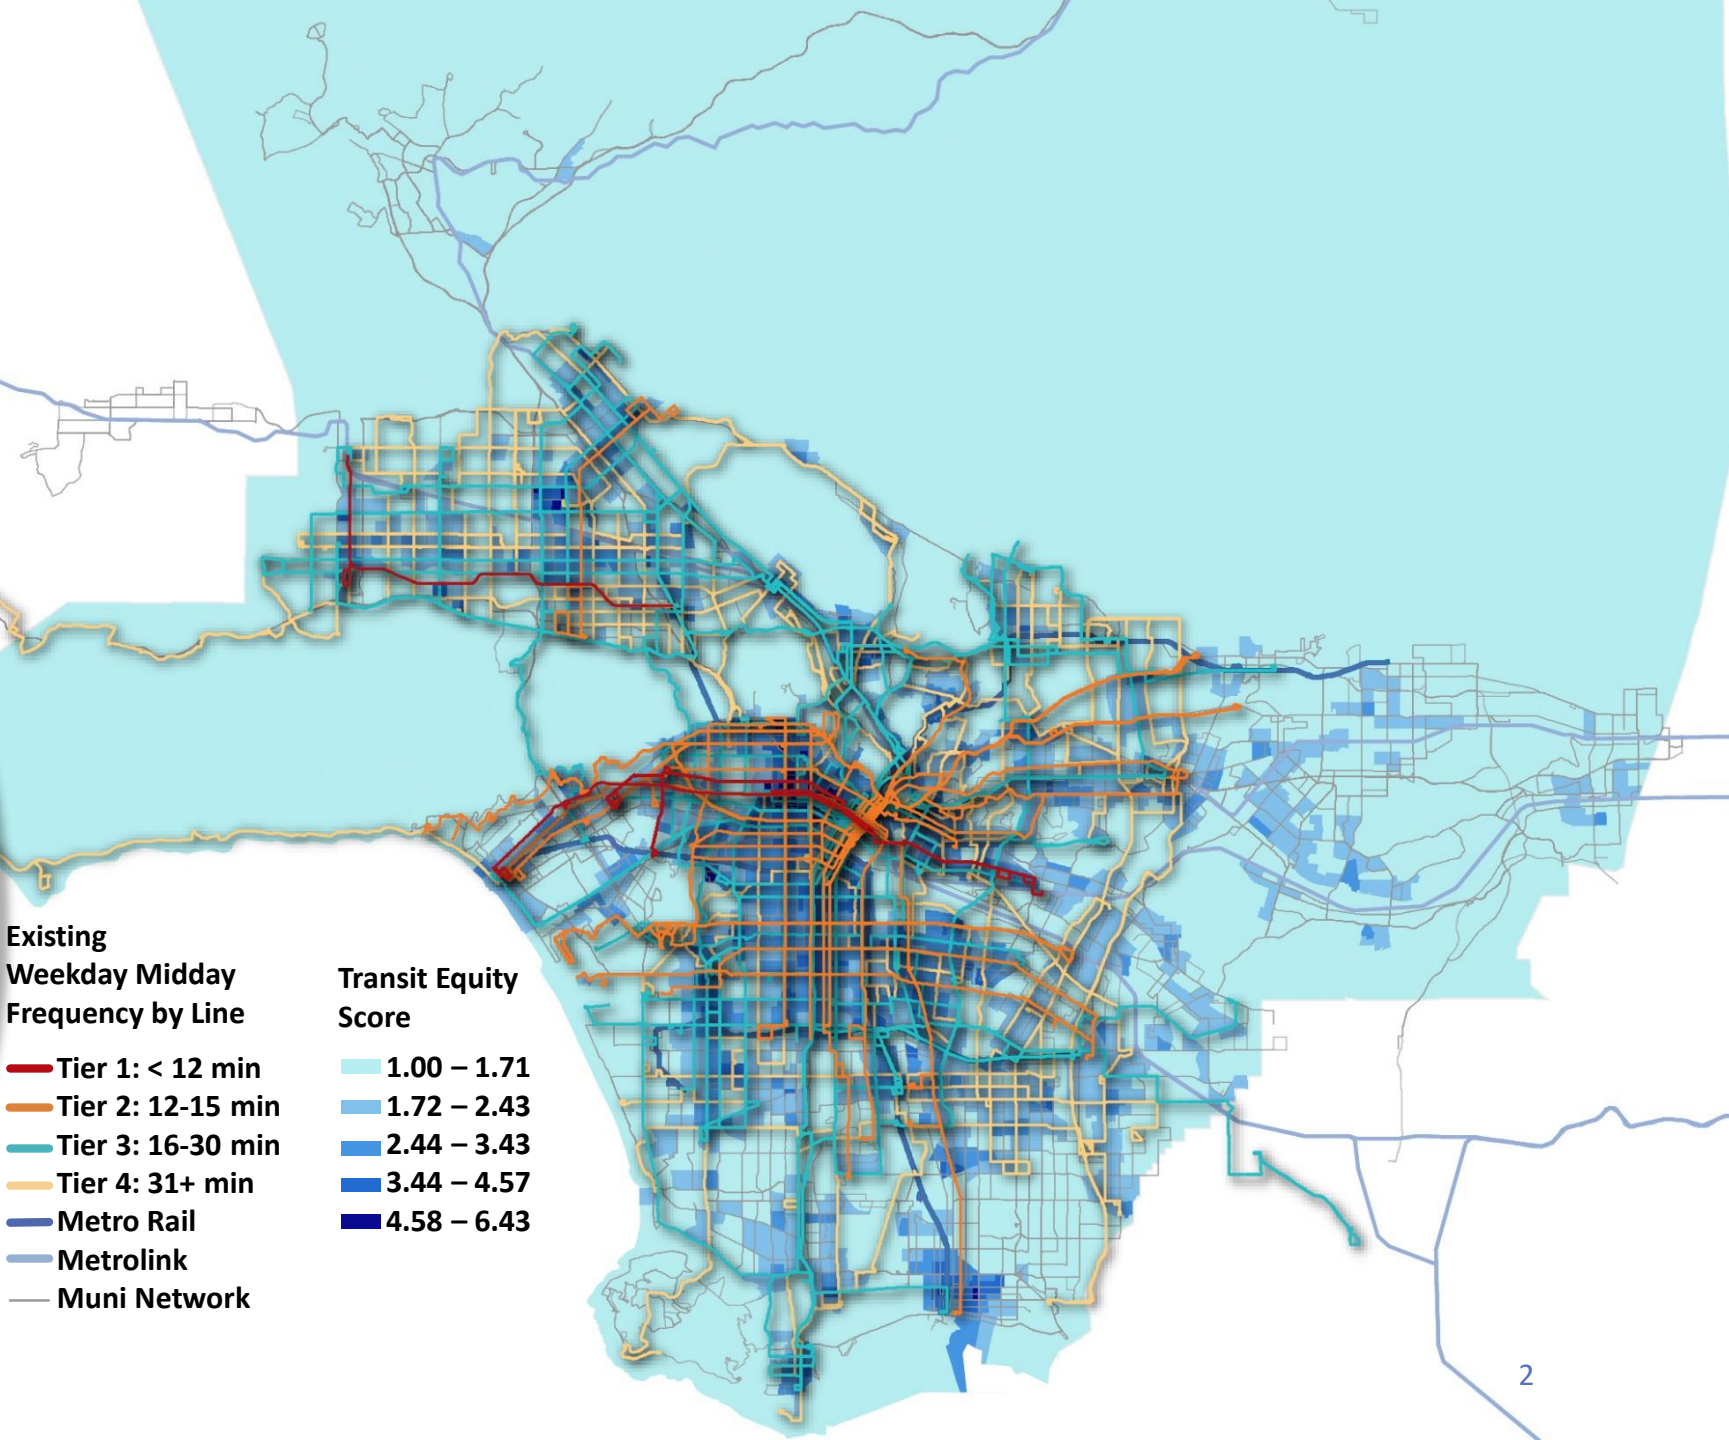 Existing
Weekday Midday
Frequency by Line
Tier 1: < 12 min
Tier 2: 12-15 min
Tier 3: 16-30 min
Tier 4: 31+ min
Metro Rail
Metrolink
Muni Network
Transit Equity
Score
1.00 – 1.71
1.72 – 2.43
2.44 – 3.43
3.44 – 4.57
4.58 – 6.43
2